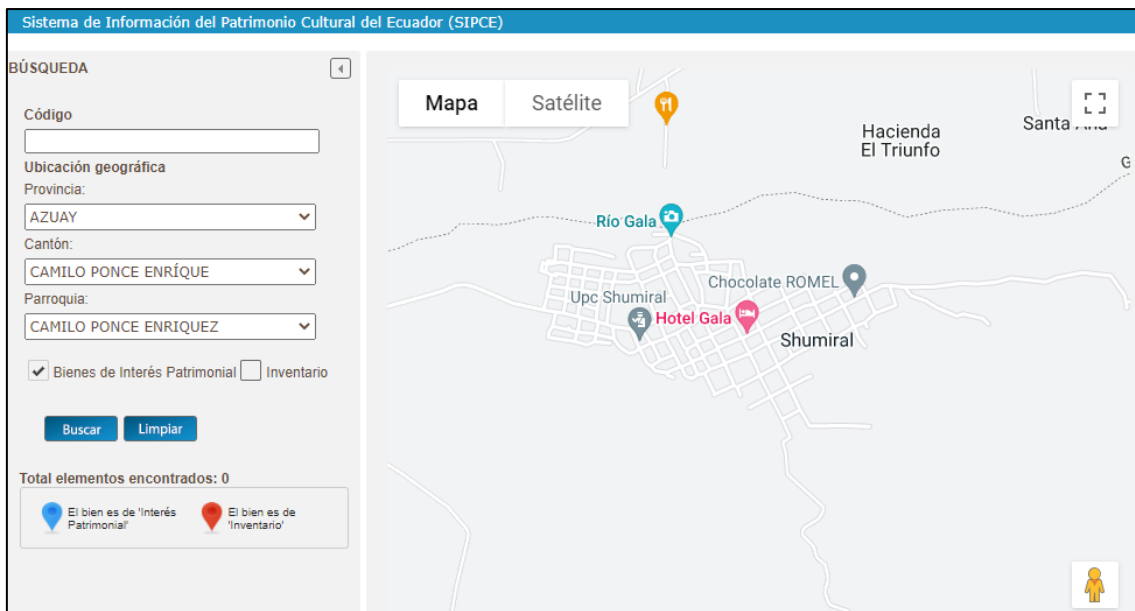 Sistema de Información del Patrimonio Cultural del Ecuador (SIPCE)
BÚSQUEDA
Código
Ubicación geográfica
Provincia:
AZUAY
Cantón:
CAMILO PONCE ENRÍQUE
Parroquia:
CAMILO PONCE ENRIQUEZ
Bienes de Interés Patrimonial Inventario
Buscar Limpiar
Total elementos encontrados: 0
El bien es de 'Interés
Patrimonial'
El bien es de
'Inventario'
Mapa Satélite
Hacienda
El Triunfo
Santa
G
Río Gala
Chocolate ROMEL
Upc Shumiral
Hotel Gala
Shumiral